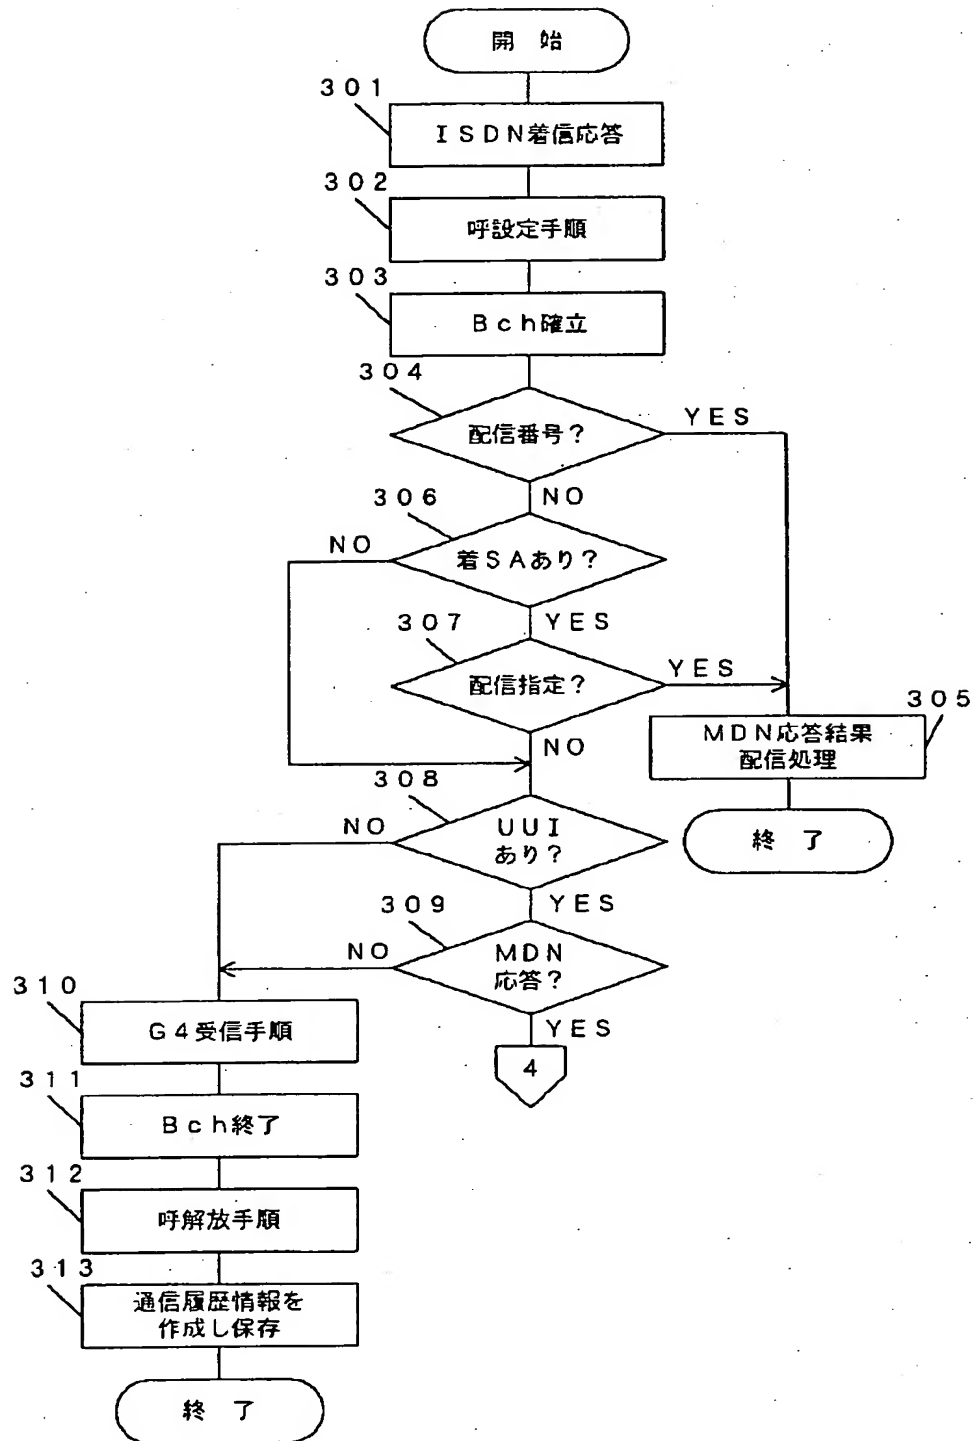 開 始
301
ISDN着信応答
302
呼設定手順
303
Bch確立
304
配信番号?
YES
NO
306
NO
着SAあり?
YES
307
配信指定?
YES
305
MDN応答結果
配信処理
NO
308
NO
UUI
あり?
終 了
YES
309
NO
MDN
応答?
YES
310
G4受信手順
4
311
Bch終了
312
呼解放手順
313
通信履歴情報を
作成し保存
終 了